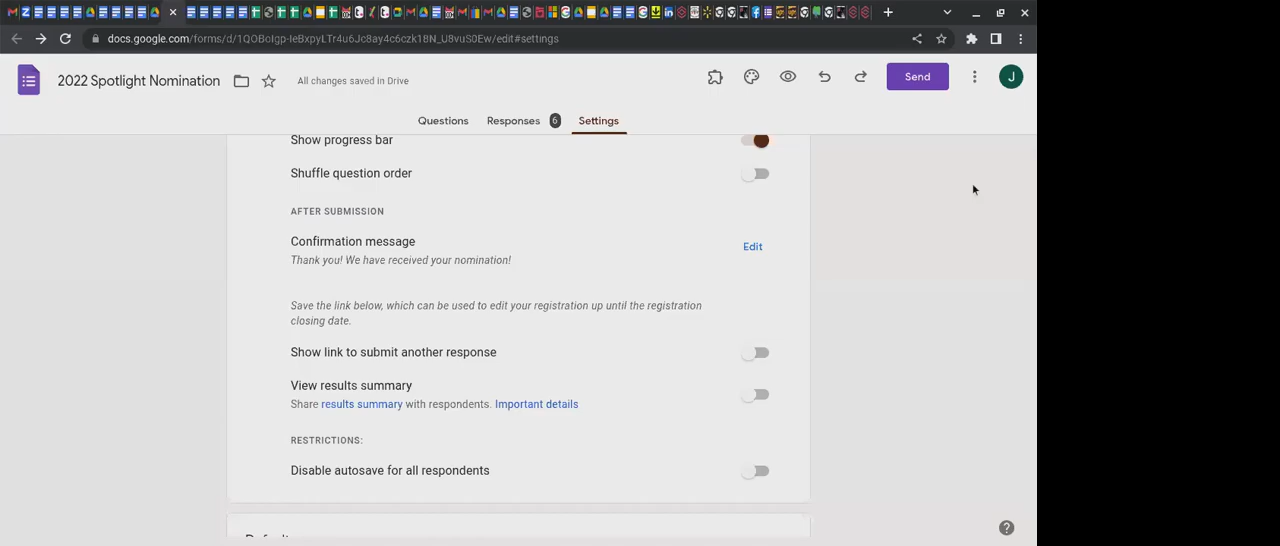 docs.google.com/forms/d/1QOBoIgp-IeBxpyLTr4u6Jc8ay4c6czk18N_U8vuS0Ew/edit#settings
2022 Spotlight Nomination
All changes saved in Drive
Send
J
Questions
Responses 6
Settings
Show progress bar
Shuffle question order
AFTER SUBMISSION
Confirmation message
Edit
Thank you! We have received your nomination!
Save the link below, which can be used to edit your registration up until the registration
closing date.
Show link to submit another response
View results summary
Share results summary with respondents. Important details
RESTRICTIONS:
Disable autosave for all respondents